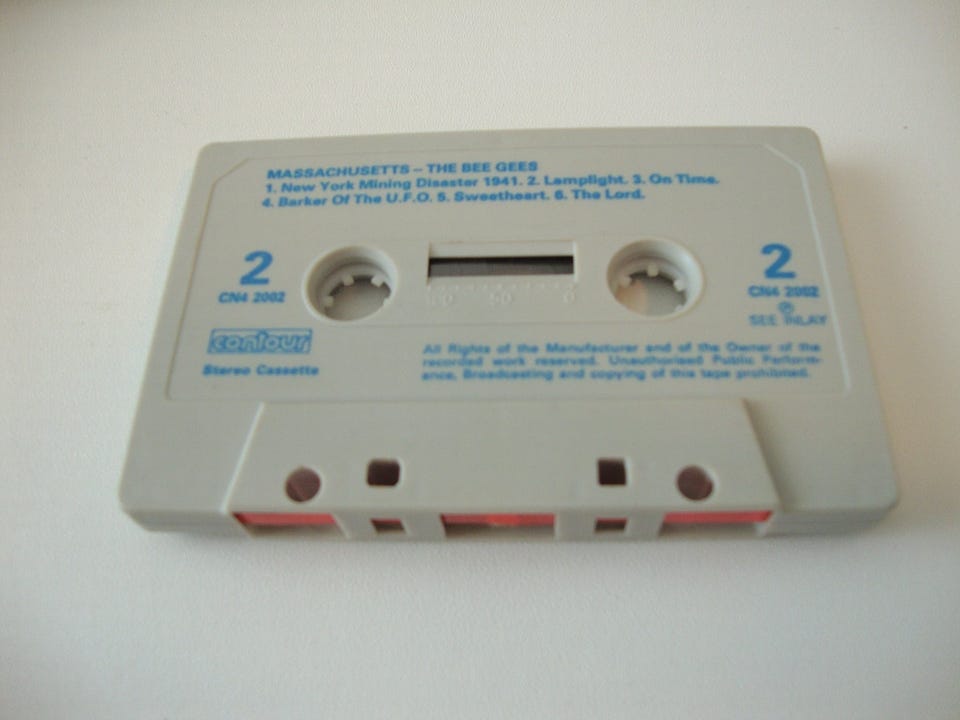 MASSACHUSETTS – THE BEE GEES
1. New York Mining Disaster 1941. 2. Lamplight. 3. On Time.
4. Barker Of The U.F.O. 5. Sweetheart. 6. The Lord.
2
CN4 2002
2
CN4 2002
Ⓟ
SEE INLAY
contour
Stereo Cassette
All Rights of the Manufacturer and of the Owner of the
recorded work reserved. Unauthorised Public Perform-
ance, Broadcasting and copying of this tape prohibited.
50
0